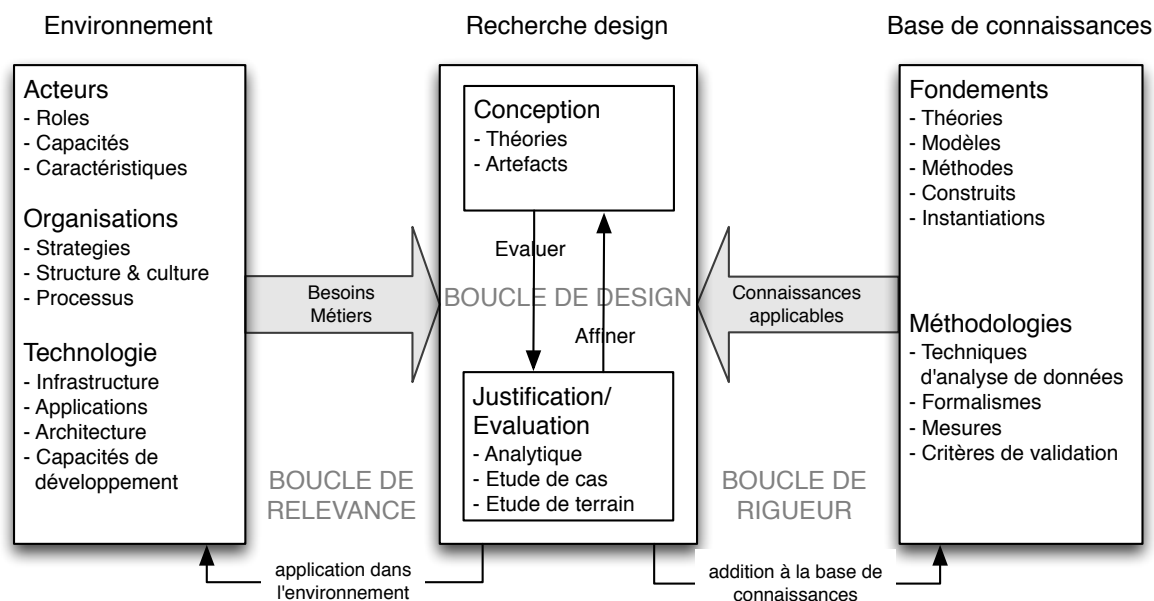 Environnement
Recherche design
Base de connaissances
Acteurs
- Roles
- Capacités
- Caractéristiques
Organisations
- Strategies
- Structure & culture
- Processus
Technologie
- Infrastructure
- Applications
- Architecture
- Capacités de
développement
Besoins
Métiers
BOUCLE DE
RELEVANCE
Conception
- Théories
- Artefacts
Evaluer
BOUCLE DE DESIGN
Affiner
Justification/
Evaluation
- Analytique
- Etude de cas
- Etude de terrain
Connaissances
applicables
BOUCLE DE
RIGUEUR
Fondements
- Théories
- Modèles
- Méthodes
- Construits
- Instantiations
Méthodologies
- Techniques
d'analyse de données
- Formalismes
- Mesures
- Critères de validation
application dans
l'environnement
addition à la base de
connaissances